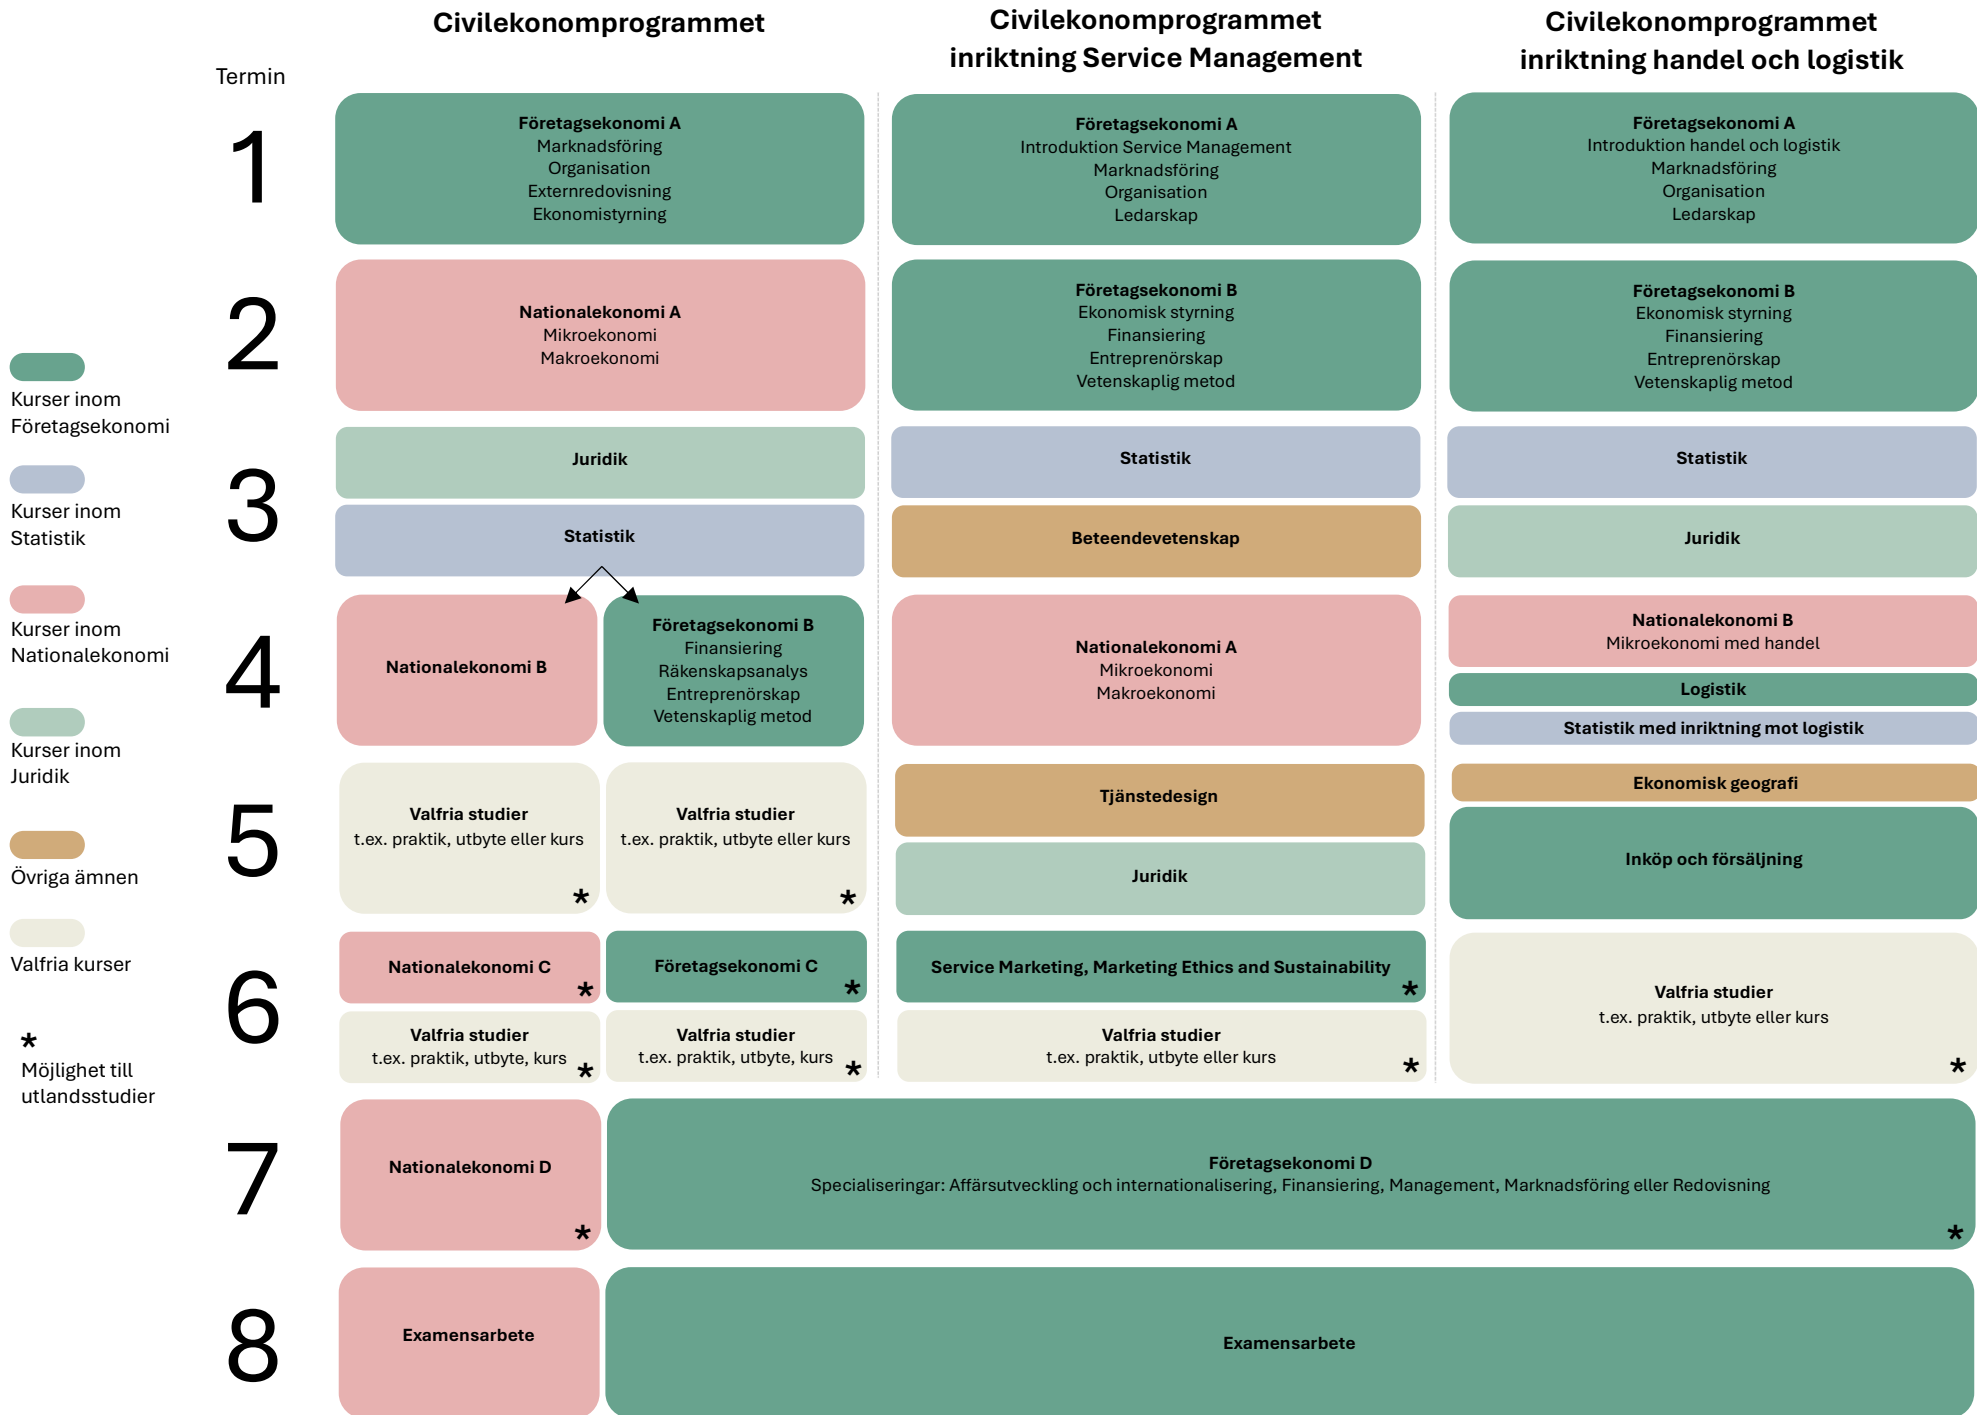 Civilekonomprogrammet
Civilekonomprogrammet
inriktning Service Management
Civilekonomprogrammet
inriktning handel och logistik
Termin
1
Företagsekonomi A
Marknadsföring
Organisation
Externredovisning
Ekonomistyrning
Företagsekonomi A
Introduktion Service Management
Marknadsföring
Organisation
Ledarskap
Företagsekonomi A
Introduktion handel och logistik
Marknadsföring
Organisation
Ledarskap
2
Nationalekonomi A
Mikroekonomi
Makroekonomi
Företagsekonomi B
Ekonomisk styrning
Finansiering
Entreprenörskap
Vetenskaplig metod
Företagsekonomi B
Ekonomisk styrning
Finansiering
Entreprenörskap
Vetenskaplig metod
3
Juridik
Statistik
Statistik
Beteendevetenskap
Statistik
Juridik
4
Nationalekonomi B
Företagsekonomi B
Finansiering
Räkenskapsanalys
Entreprenörskap
Vetenskaplig metod
Nationalekonomi A
Mikroekonomi
Makroekonomi
Nationalekonomi B
Mikroekonomi med handel
Logistik
Statistik med inriktning mot logistik
5
Valfria studier
t.ex. praktik, utbyte eller kurs
*
Valfria studier
t.ex. praktik, utbyte eller kurs
*
Tjänstedesign
Juridik
Ekonomisk geografi
Inköp och försäljning
6
Nationalekonomi C
*
Företagsekonomi C
*
Valfria studier
t.ex. praktik, utbyte, kurs
*
Valfria studier
t.ex. praktik, utbyte, kurs
*
Service Marketing, Marketing Ethics and Sustainability
*
Valfria studier
t.ex. praktik, utbyte eller kurs
*
Valfria studier
t.ex. praktik, utbyte eller kurs
*
7
Nationalekonomi D
*
Företagsekonomi D
Specialiseringar: Affärsutveckling och internationalisering, Finansiering, Management, Marknadsföring eller Redovisning
*
8
Examensarbete
Examensarbete
Kurser inom
Företagsekonomi
Kurser inom
Statistik
Kurser inom
Nationalekonomi
Kurser inom
Juridik
Övriga ämnen
Valfria kurser
*
Möjlighet till
utlandsstudier